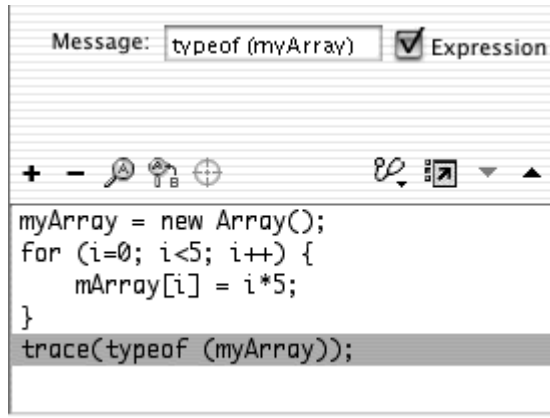 Message: typeof (myArray) Expression
myArray = new Array();
for (i=0; i<5; i++) {
mArray[i] = i*5;
}
trace(typeof (myArray));